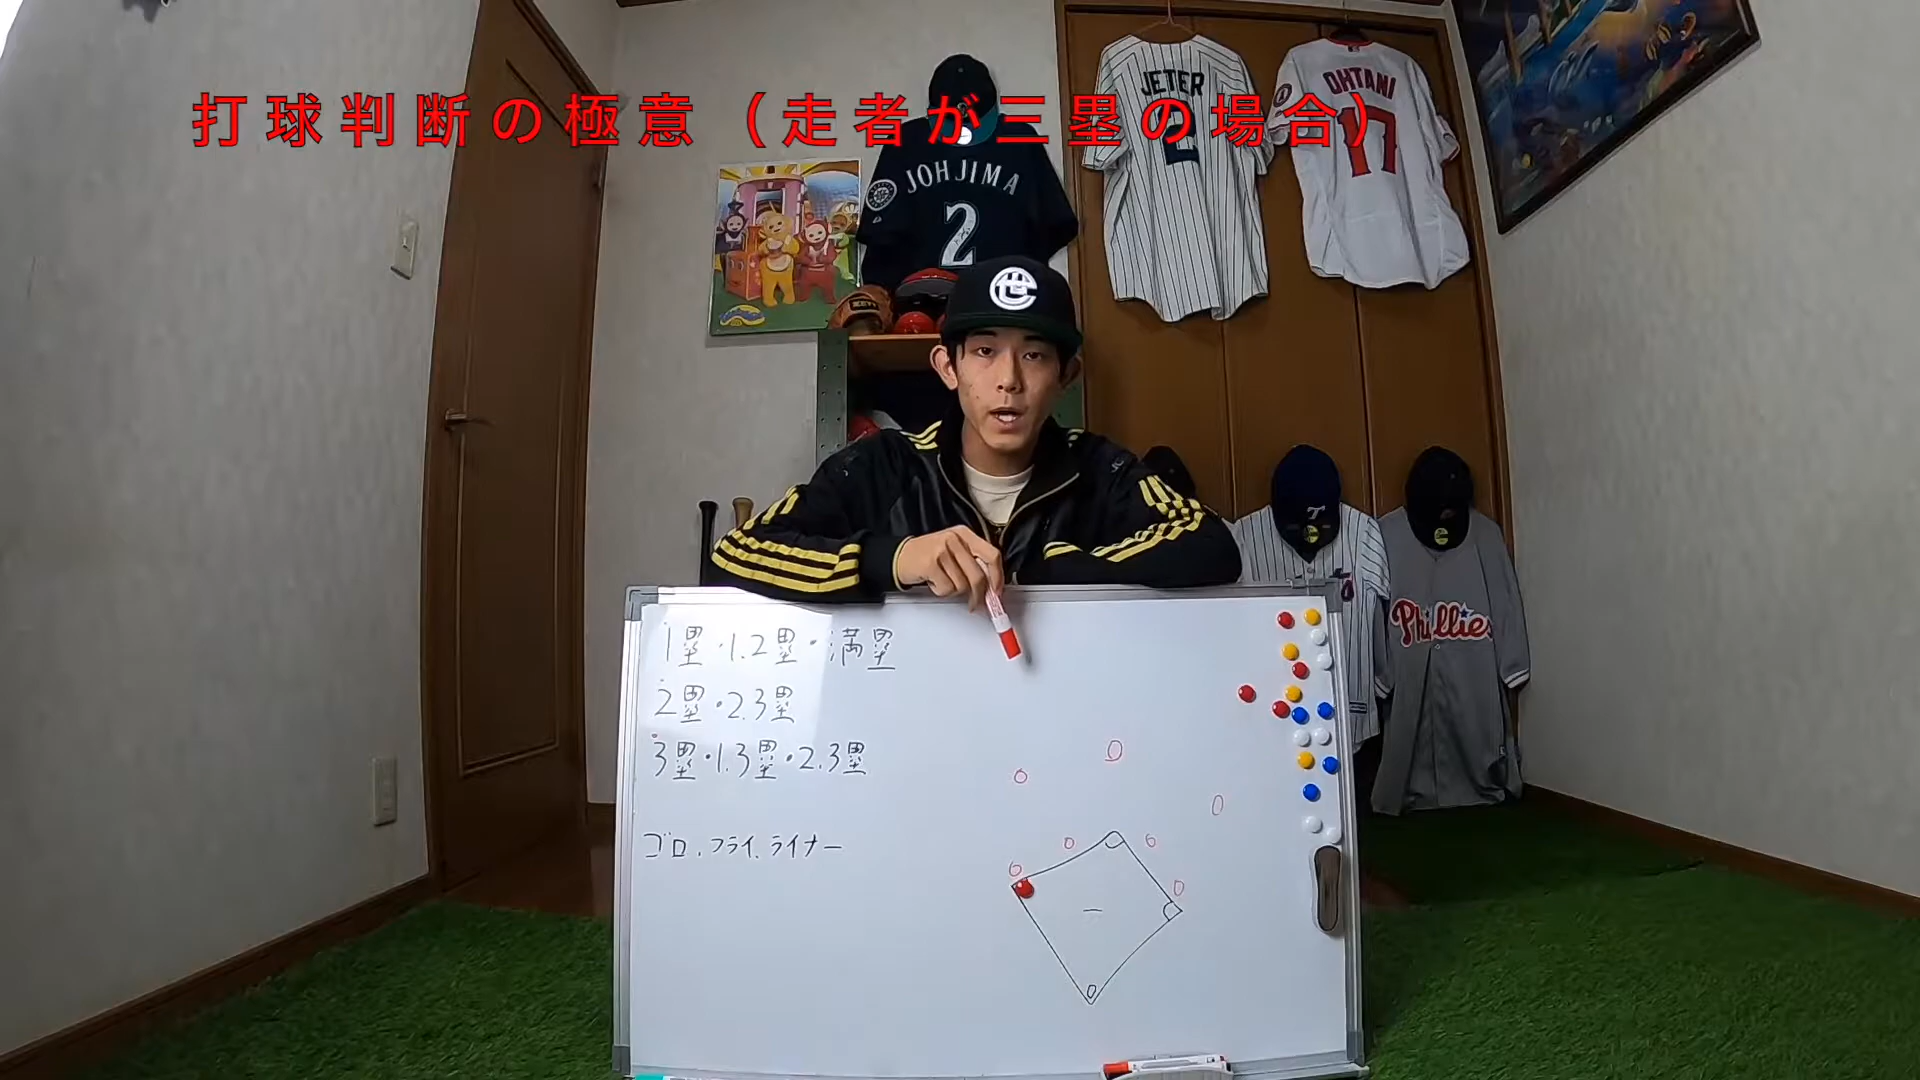 打球判断の極意（走者が三塁の場合）
JETER
2
OHTANI
17
JOHJIMA
2
T
Phillies
1塁・1.2塁・満塁
2塁・2.3塁
3塁・1.3塁・2.3塁
ゴロ、フライ、ライナー